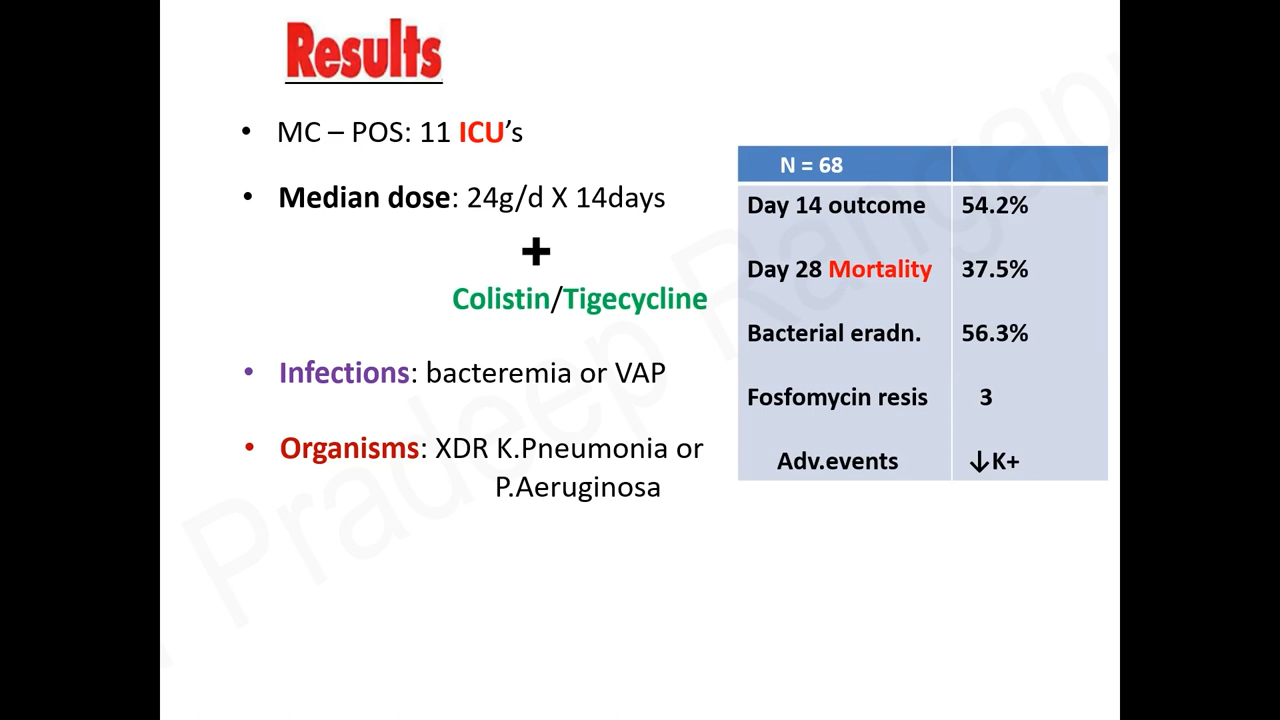 Results
• MC – POS: 11 ICU’s
• Median dose: 24g/d X 14days
+
Colistin/Tigecycline
• Infections: bacteremia or VAP
• Organisms: XDR K.Pneumonia or
P.Aeruginosa
N = 68
Day 14 outcome 54.2%
Day 28 Mortality 37.5%
Bacterial eradn. 56.3%
Fosfomycin resis 3
Adv.events ↓K+
Pradeep Rangapp